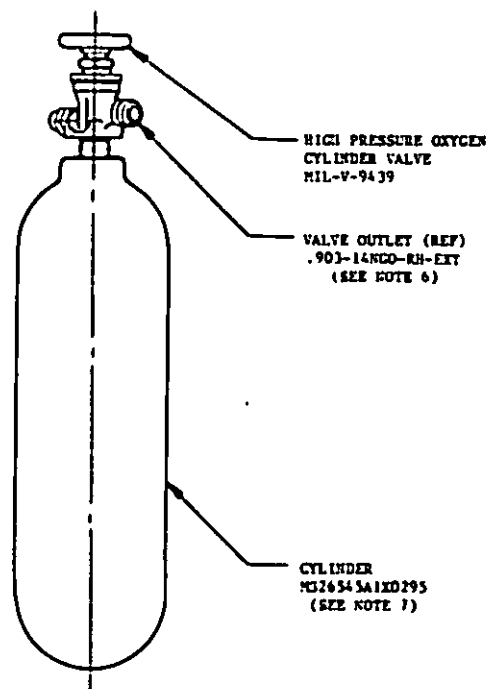 HIGH PRESSURE OXYGEN
CYLINDER VALVE
MIL-V-9439
VALVE OUTLET (REF)
.903-14NGO-RH-EXT
(SEE NOTE 6)
CYLINDER
MS26545A1X0295
(SEE NOTE 7)